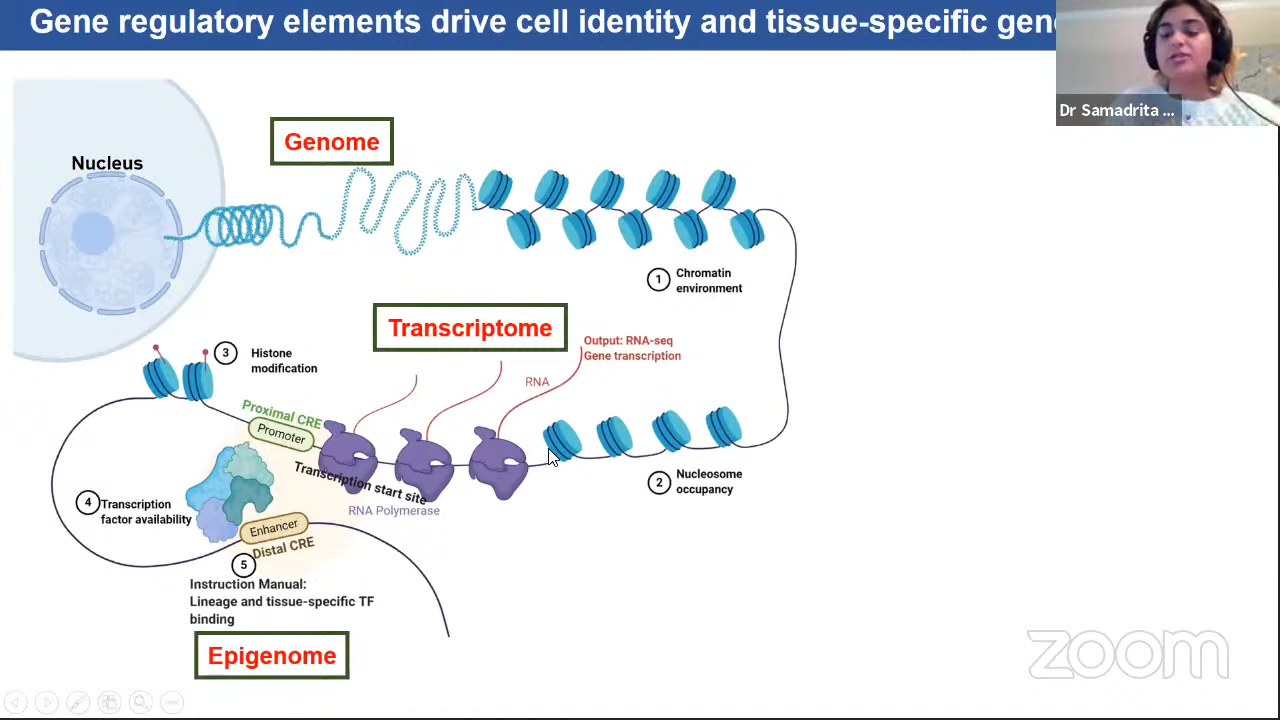 Gene regulatory elements drive cell identity and tissue-specific
Dr Samadrita ...
Genome
Nucleus
1
Chromatin
environment
Transcriptome
Output: RNA-seq
Gene transcription
3
Histone
modification
RNA
Proximal CRE
Promoter
Transcription start site
RNA Polymerase
2
Nucleosome
occupancy
4
Transcription
factor availability
Enhancer
Distal CRE
5
Instruction Manual:
Lineage and tissue-specific TF
binding
Epigenome
zoom